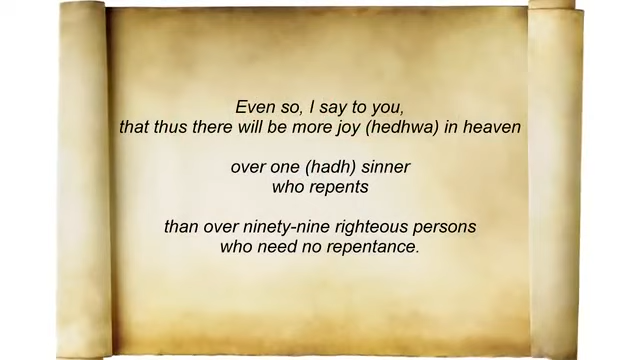 Even so, I say to you,
that thus there will be more joy (hedhwa) in heaven
over one (hadh) sinner
who repents
than over ninety-nine righteous persons
who need no repentance.